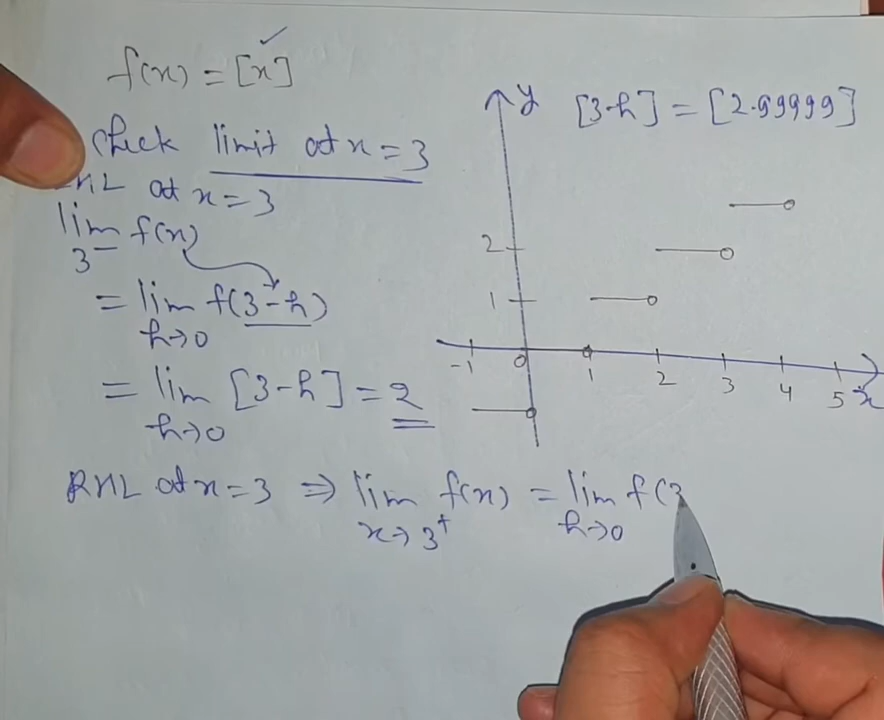 f(x) = [x] ✓
check limit at x = 3
LHL at x = 3
lim f(x)
3⁻
= lim f(3-h)
h→0
= lim [3-h] = 2
h→0
RHL at x = 3 ⇒ lim f(x) = lim f(3
x→3⁺ h→0
y [3-h] = [2.99999]
2
1
-1 0 1 2 3 4 5 x